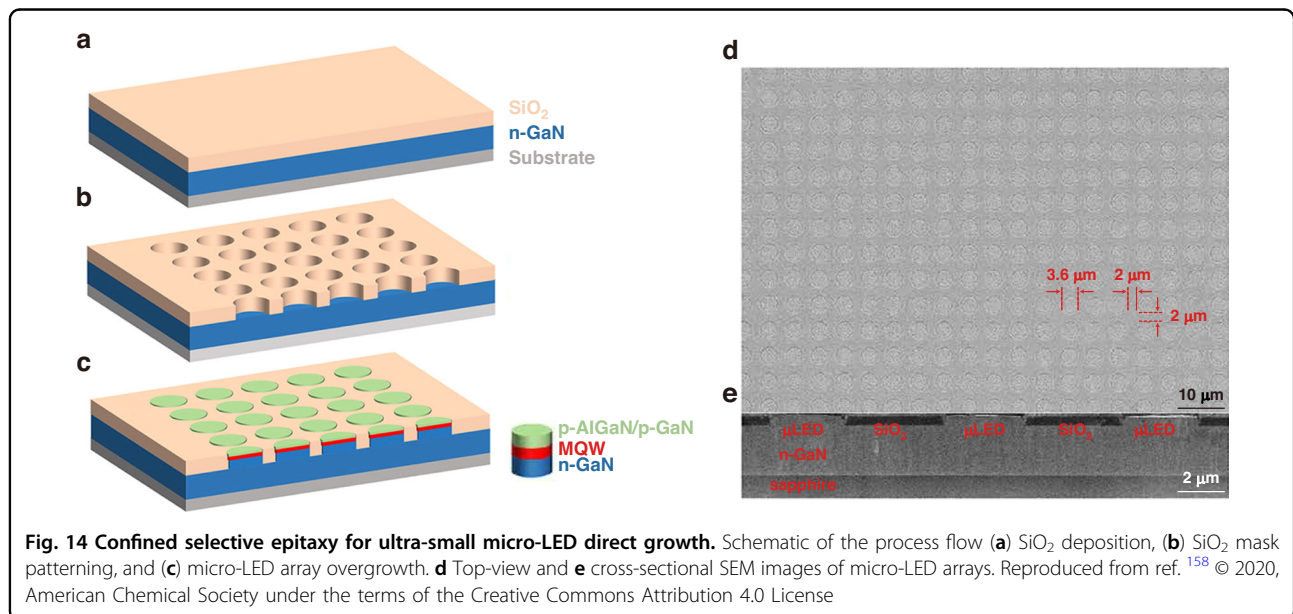 a
SiO₂
n-GaN
Substrate
b
c
p-AlGaN/p-GaN
MQW
n-GaN
d
3.6 µm
2 µm
2 µm
10 µm
e
µLED
SiO₂
µLED
SiO₂
µLED
n-GaN
sapphire
2 µm
Fig. 14 Confined selective epitaxy for ultra-small micro-LED direct growth. Schematic of the process flow (a) SiO₂ deposition, (b) SiO₂ mask
patterning, and (c) micro-LED array overgrowth. d Top-view and e cross-sectional SEM images of micro-LED arrays. Reproduced from ref. ¹⁵⁸ © 2020,
American Chemical Society under the terms of the Creative Commons Attribution 4.0 License